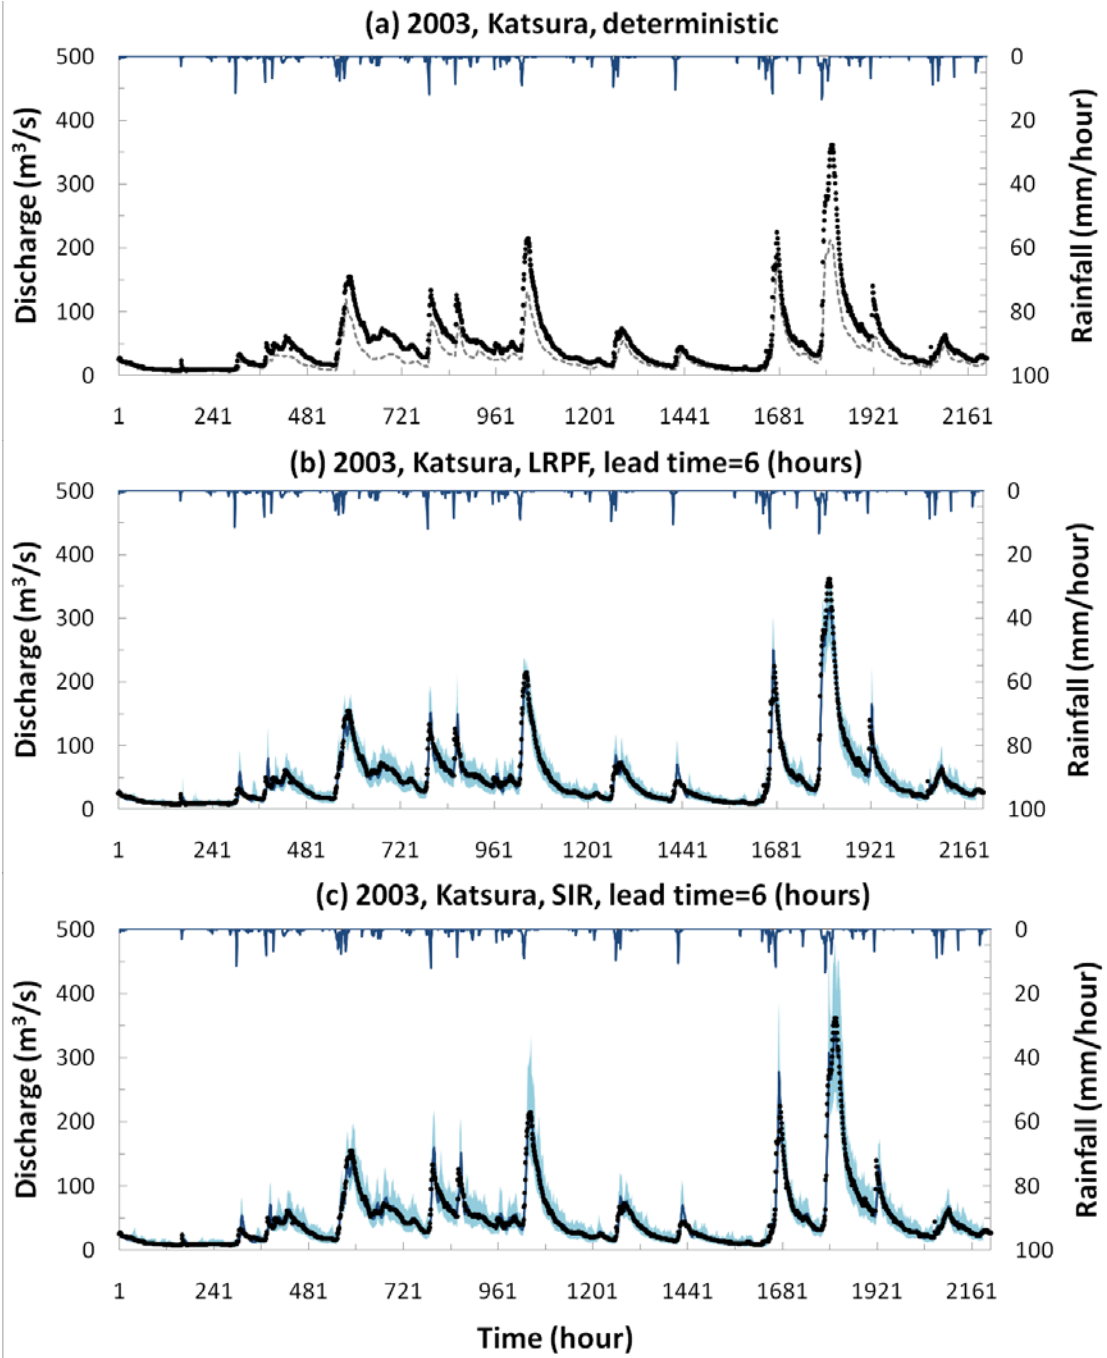 (a) 2003, Katsura, deterministic
Discharge (m³/s)
500
400
300
200
100
0
0
20
40
60
80
100
Rainfall (mm/hour)
1 241 481 721 961 1201 1441 1681 1921 2161
(b) 2003, Katsura, LRPF, lead time=6 (hours)
Discharge (m³/s)
500
400
300
200
100
0
0
20
40
60
80
100
Rainfall (mm/hour)
1 241 481 721 961 1201 1441 1681 1921 2161
(c) 2003, Katsura, SIR, lead time=6 (hours)
Discharge (m³/s)
500
400
300
200
100
0
0
20
40
60
80
100
Rainfall (mm/hour)
1 241 481 721 961 1201 1441 1681 1921 2161
Time (hour)